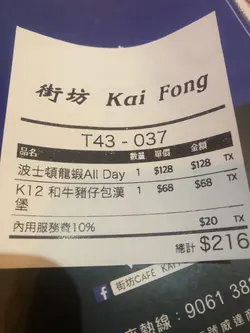 街坊 Kai Fong
T43 - 037
品名 數量 單價 金額
波士頓龍蝦All Day 1 $128 $128 TX
K12 和牛豬仔包漢 1 $68 $68 TX
堡
內用服務費10% $20 TX
總計 $216
街坊CAFE KAI
熱線：9061 38